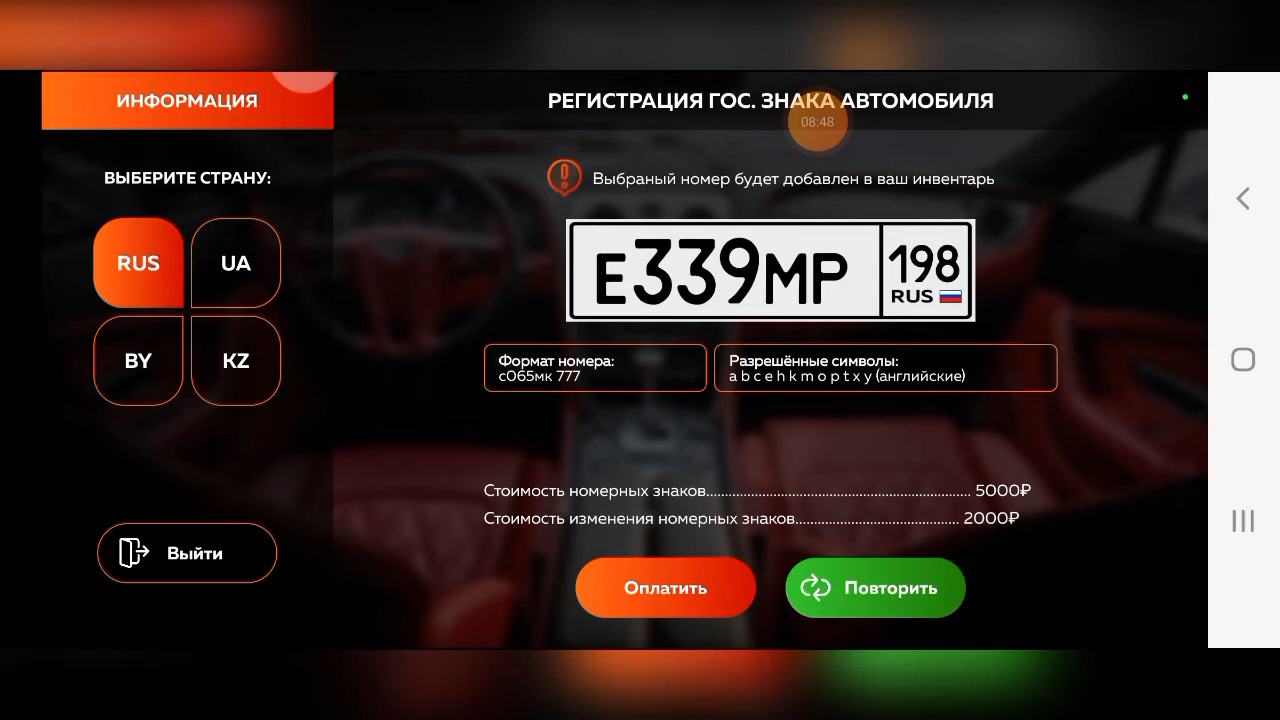 ИНФОРМАЦИЯ
РЕГИСТРАЦИЯ ГОС. ЗНАКА АВТОМОБИЛЯ
08:48
ВЫБЕРИТЕ СТРАНУ:
Выбраный номер будет добавлен в ваш инвентарь
RUS
UA
BY
KZ
E339MP
198
RUS
Формат номера:
с065мк 777
Разрешённые символы:
a b c e h k m o p t x y (английские)
Стоимость номерных знаков........................................................................ 5000₽
Стоимость изменения номерных знаков............................................. 2000₽
Выйти
Оплатить
Повторить